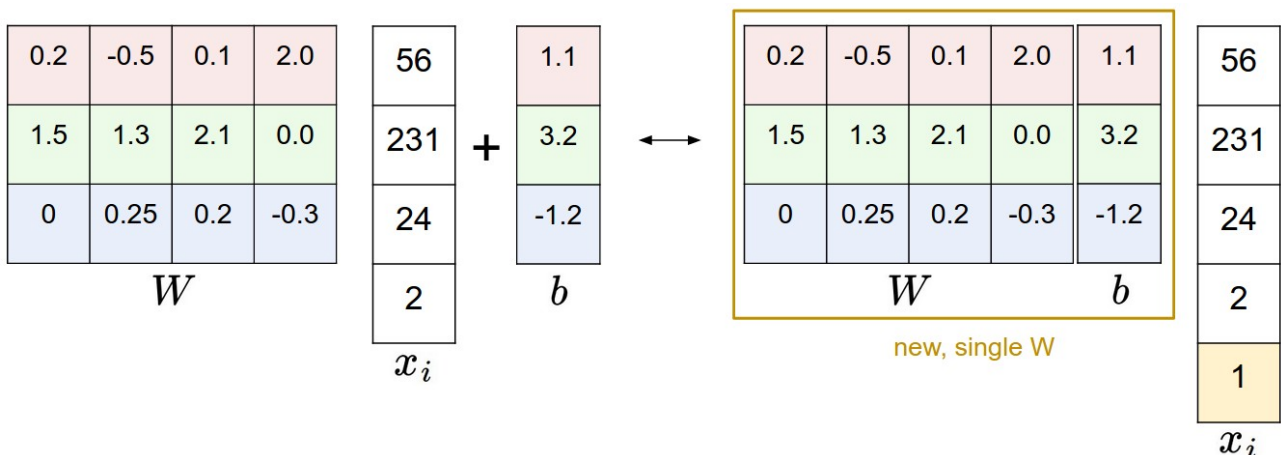 0.2 -0.5 0.1 2.0 56 1.1 0.2 -0.5 0.1 2.0 1.1 56
1.5 1.3 2.1 0.0 231 + 3.2 ↔ 1.5 1.3 2.1 0.0 3.2 231
0 0.25 0.2 -0.3 24 -1.2 0 0.25 0.2 -0.3 -1.2 24
W 2 b W b 2
new, single W
x_i 1
x_i